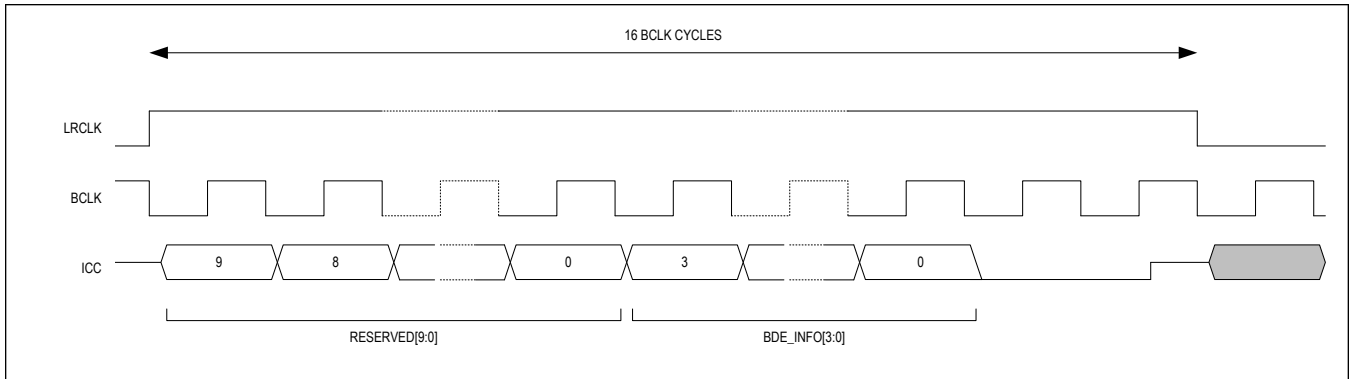 16 BCLK CYCLES
LRCLK
BCLK
ICC
9 8 0 3 0
RESERVED[9:0] BDE_INFO[3:0]